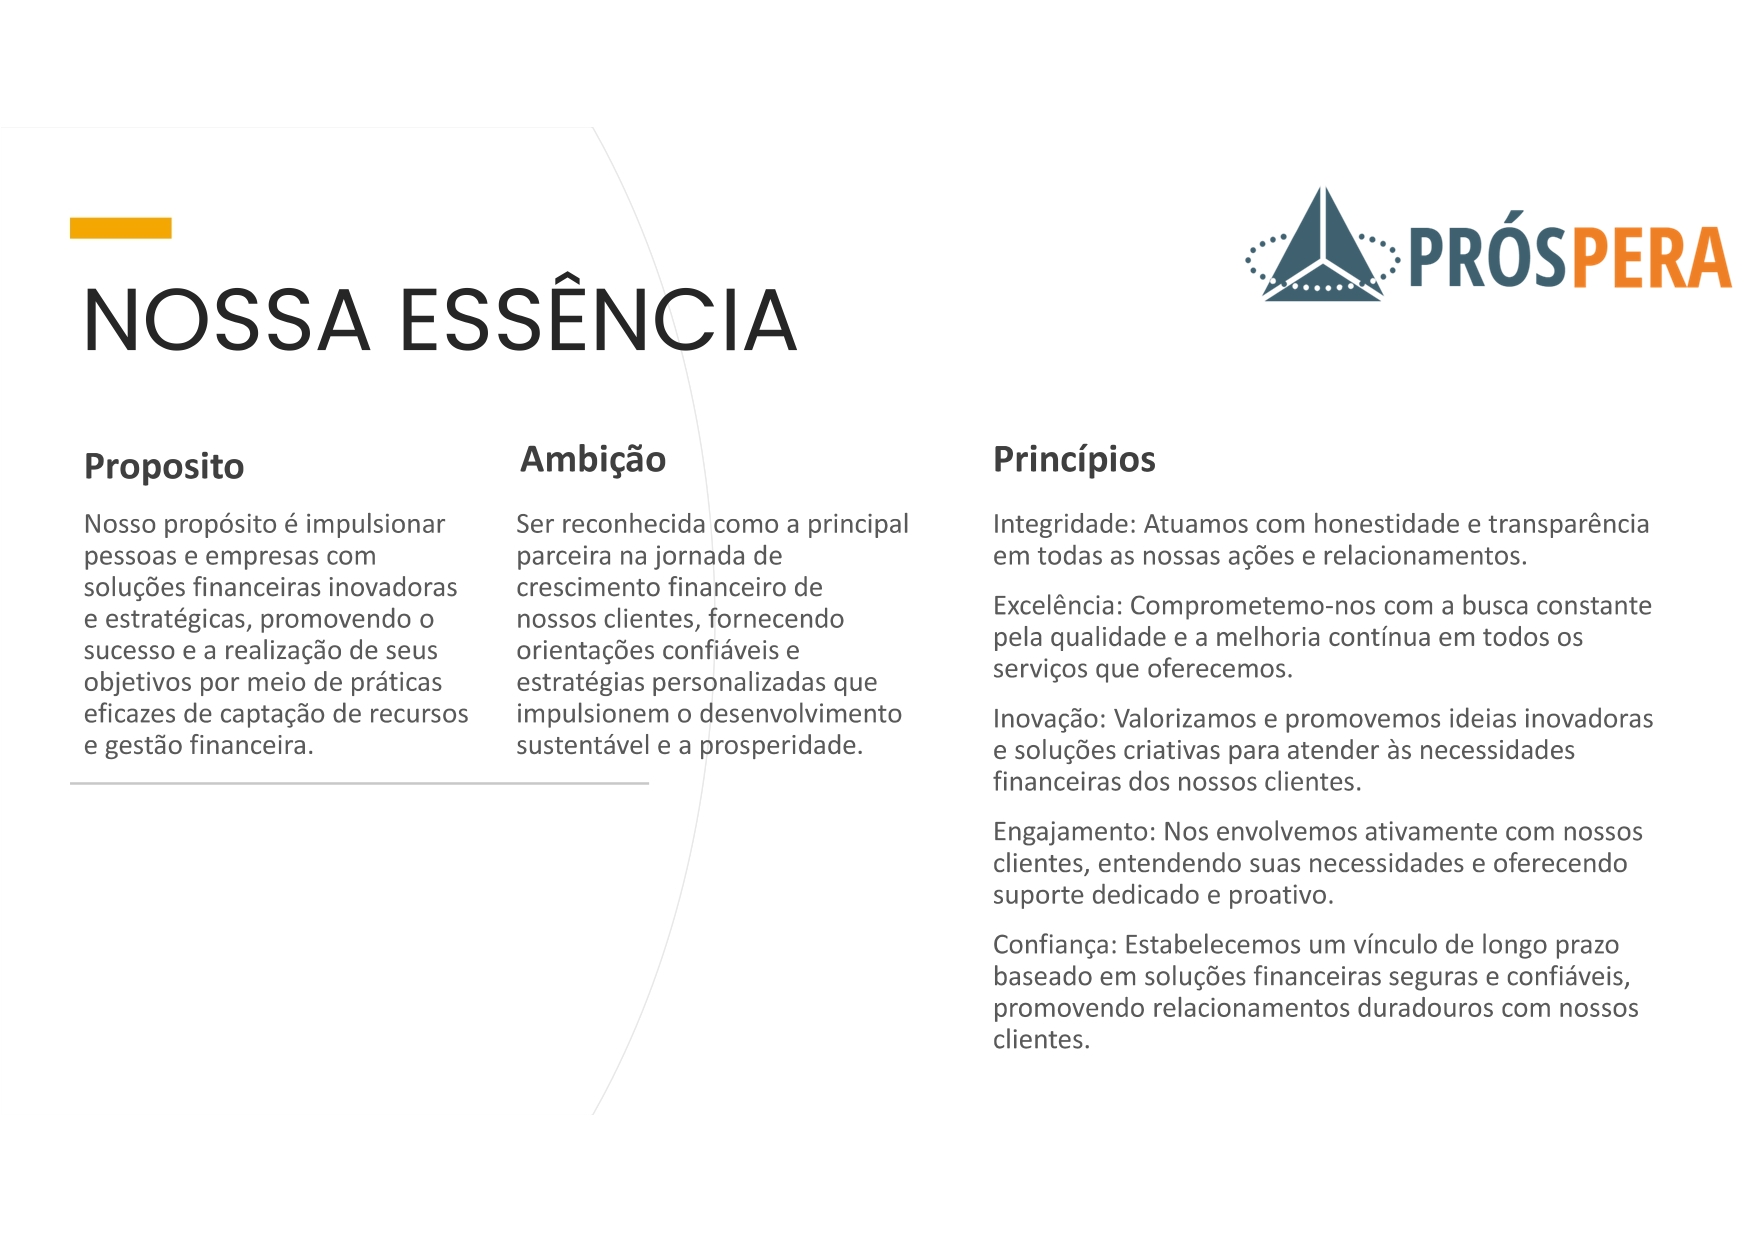 PRÓSPERA
NOSSA ESSÊNCIA
Proposito
Nosso propósito é impulsionar
pessoas e empresas com
soluções financeiras inovadoras
e estratégicas, promovendo o
sucesso e a realização de seus
objetivos por meio de práticas
eficazes de captação de recursos
e gestão financeira.
Ambição
Ser reconhecida como a principal
parceira na jornada de
crescimento financeiro de
nossos clientes, fornecendo
orientações confiáveis e
estratégias personalizadas que
impulsionem o desenvolvimento
sustentável e a prosperidade.
Princípios
Integridade: Atuamos com honestidade e transparência
em todas as nossas ações e relacionamentos.
Excelência: Comprometemo-nos com a busca constante
pela qualidade e a melhoria contínua em todos os
serviços que oferecemos.
Inovação: Valorizamos e promovemos ideias inovadoras
e soluções criativas para atender às necessidades
financeiras dos nossos clientes.
Engajamento: Nos envolvemos ativamente com nossos
clientes, entendendo suas necessidades e oferecendo
suporte dedicado e proativo.
Confiança: Estabelecemos um vínculo de longo prazo
baseado em soluções financeiras seguras e confiáveis,
promovendo relacionamentos duradouros com nossos
clientes.